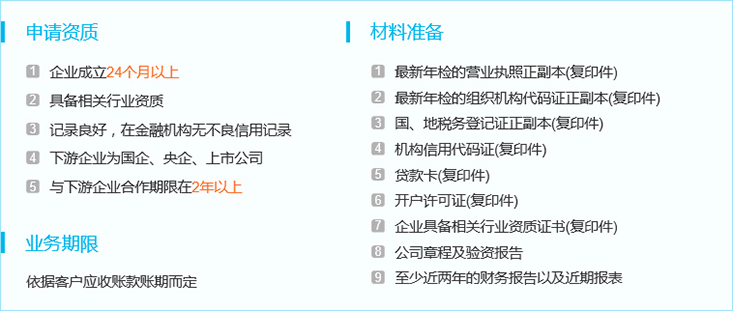 申请资质
1 企业成立24个月以上
2 具备相关行业资质
3 记录良好，在金融机构无不良信用记录
4 下游企业为国企、央企、上市公司
5 与下游企业合作期限在2年以上
业务期限
依据客户应收账款账期而定
材料准备
1 最新年检的营业执照正副本(复印件)
2 最新年检的组织机构代码证正副本(复印件)
3 国、地税务登记证正副本(复印件)
4 机构信用代码证(复印件)
5 贷款卡(复印件)
6 开户许可证(复印件)
7 企业具备相关行业资质证书(复印件)
8 公司章程及验资报告
9 至少近两年的财务报告以及近期报表